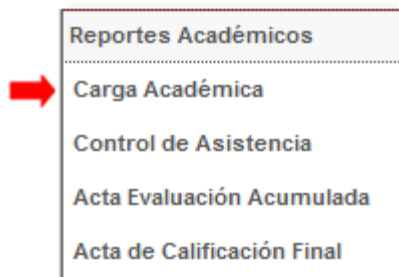 Reportes Académicos
Carga Académica
Control de Asistencia
Acta Evaluación Acumulada
Acta de Calificación Final